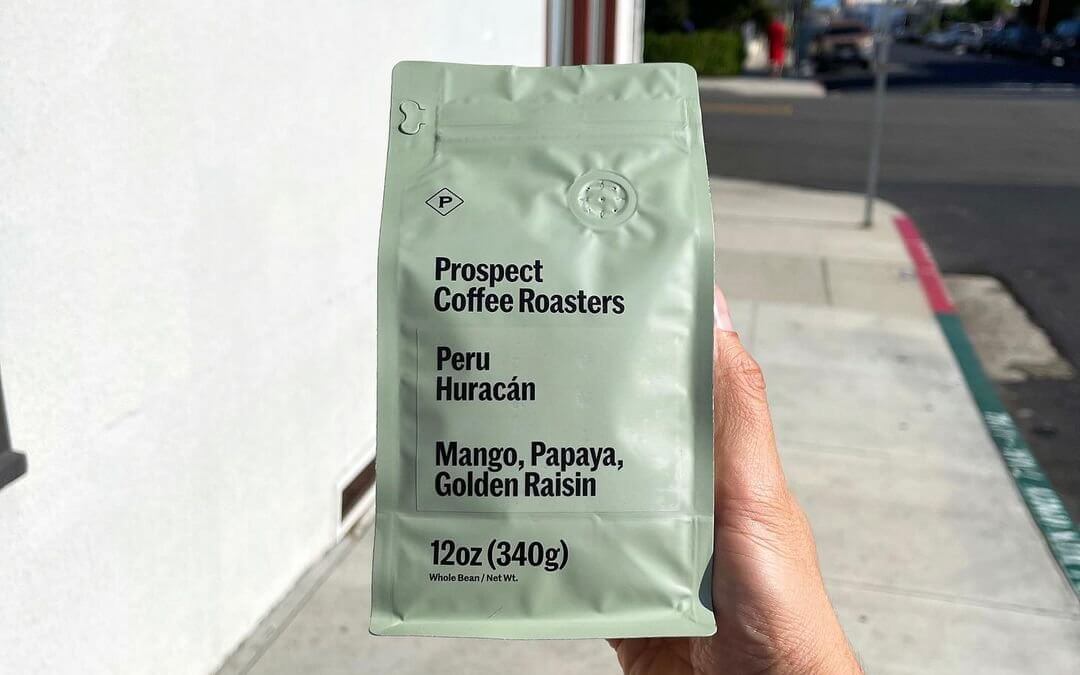 P
Prospect
Coffee Roasters
Peru
Huracán
Mango, Papaya,
Golden Raisin
12oz (340g)
Whole Bean / Net Wt.